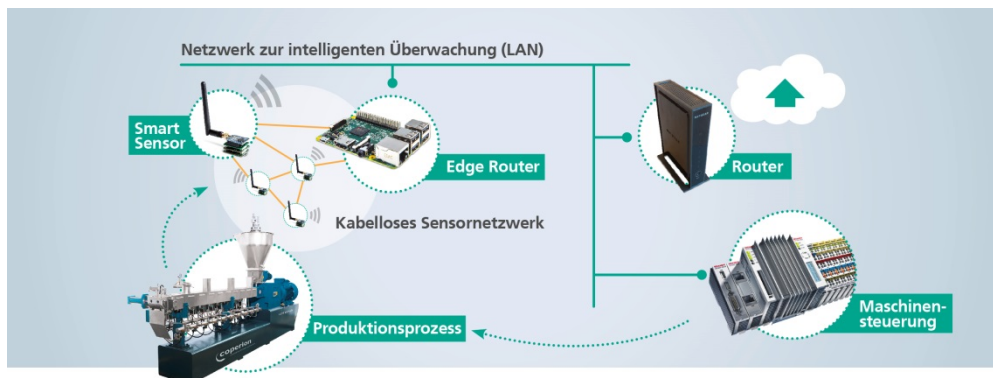 Netzwerk zur intelligenten Überwachung (LAN)
Smart
Sensor
Edge Router
Router
Kabelloses Sensornetzwerk
Maschinen-
steuerung
Produktionsprozess
coperion